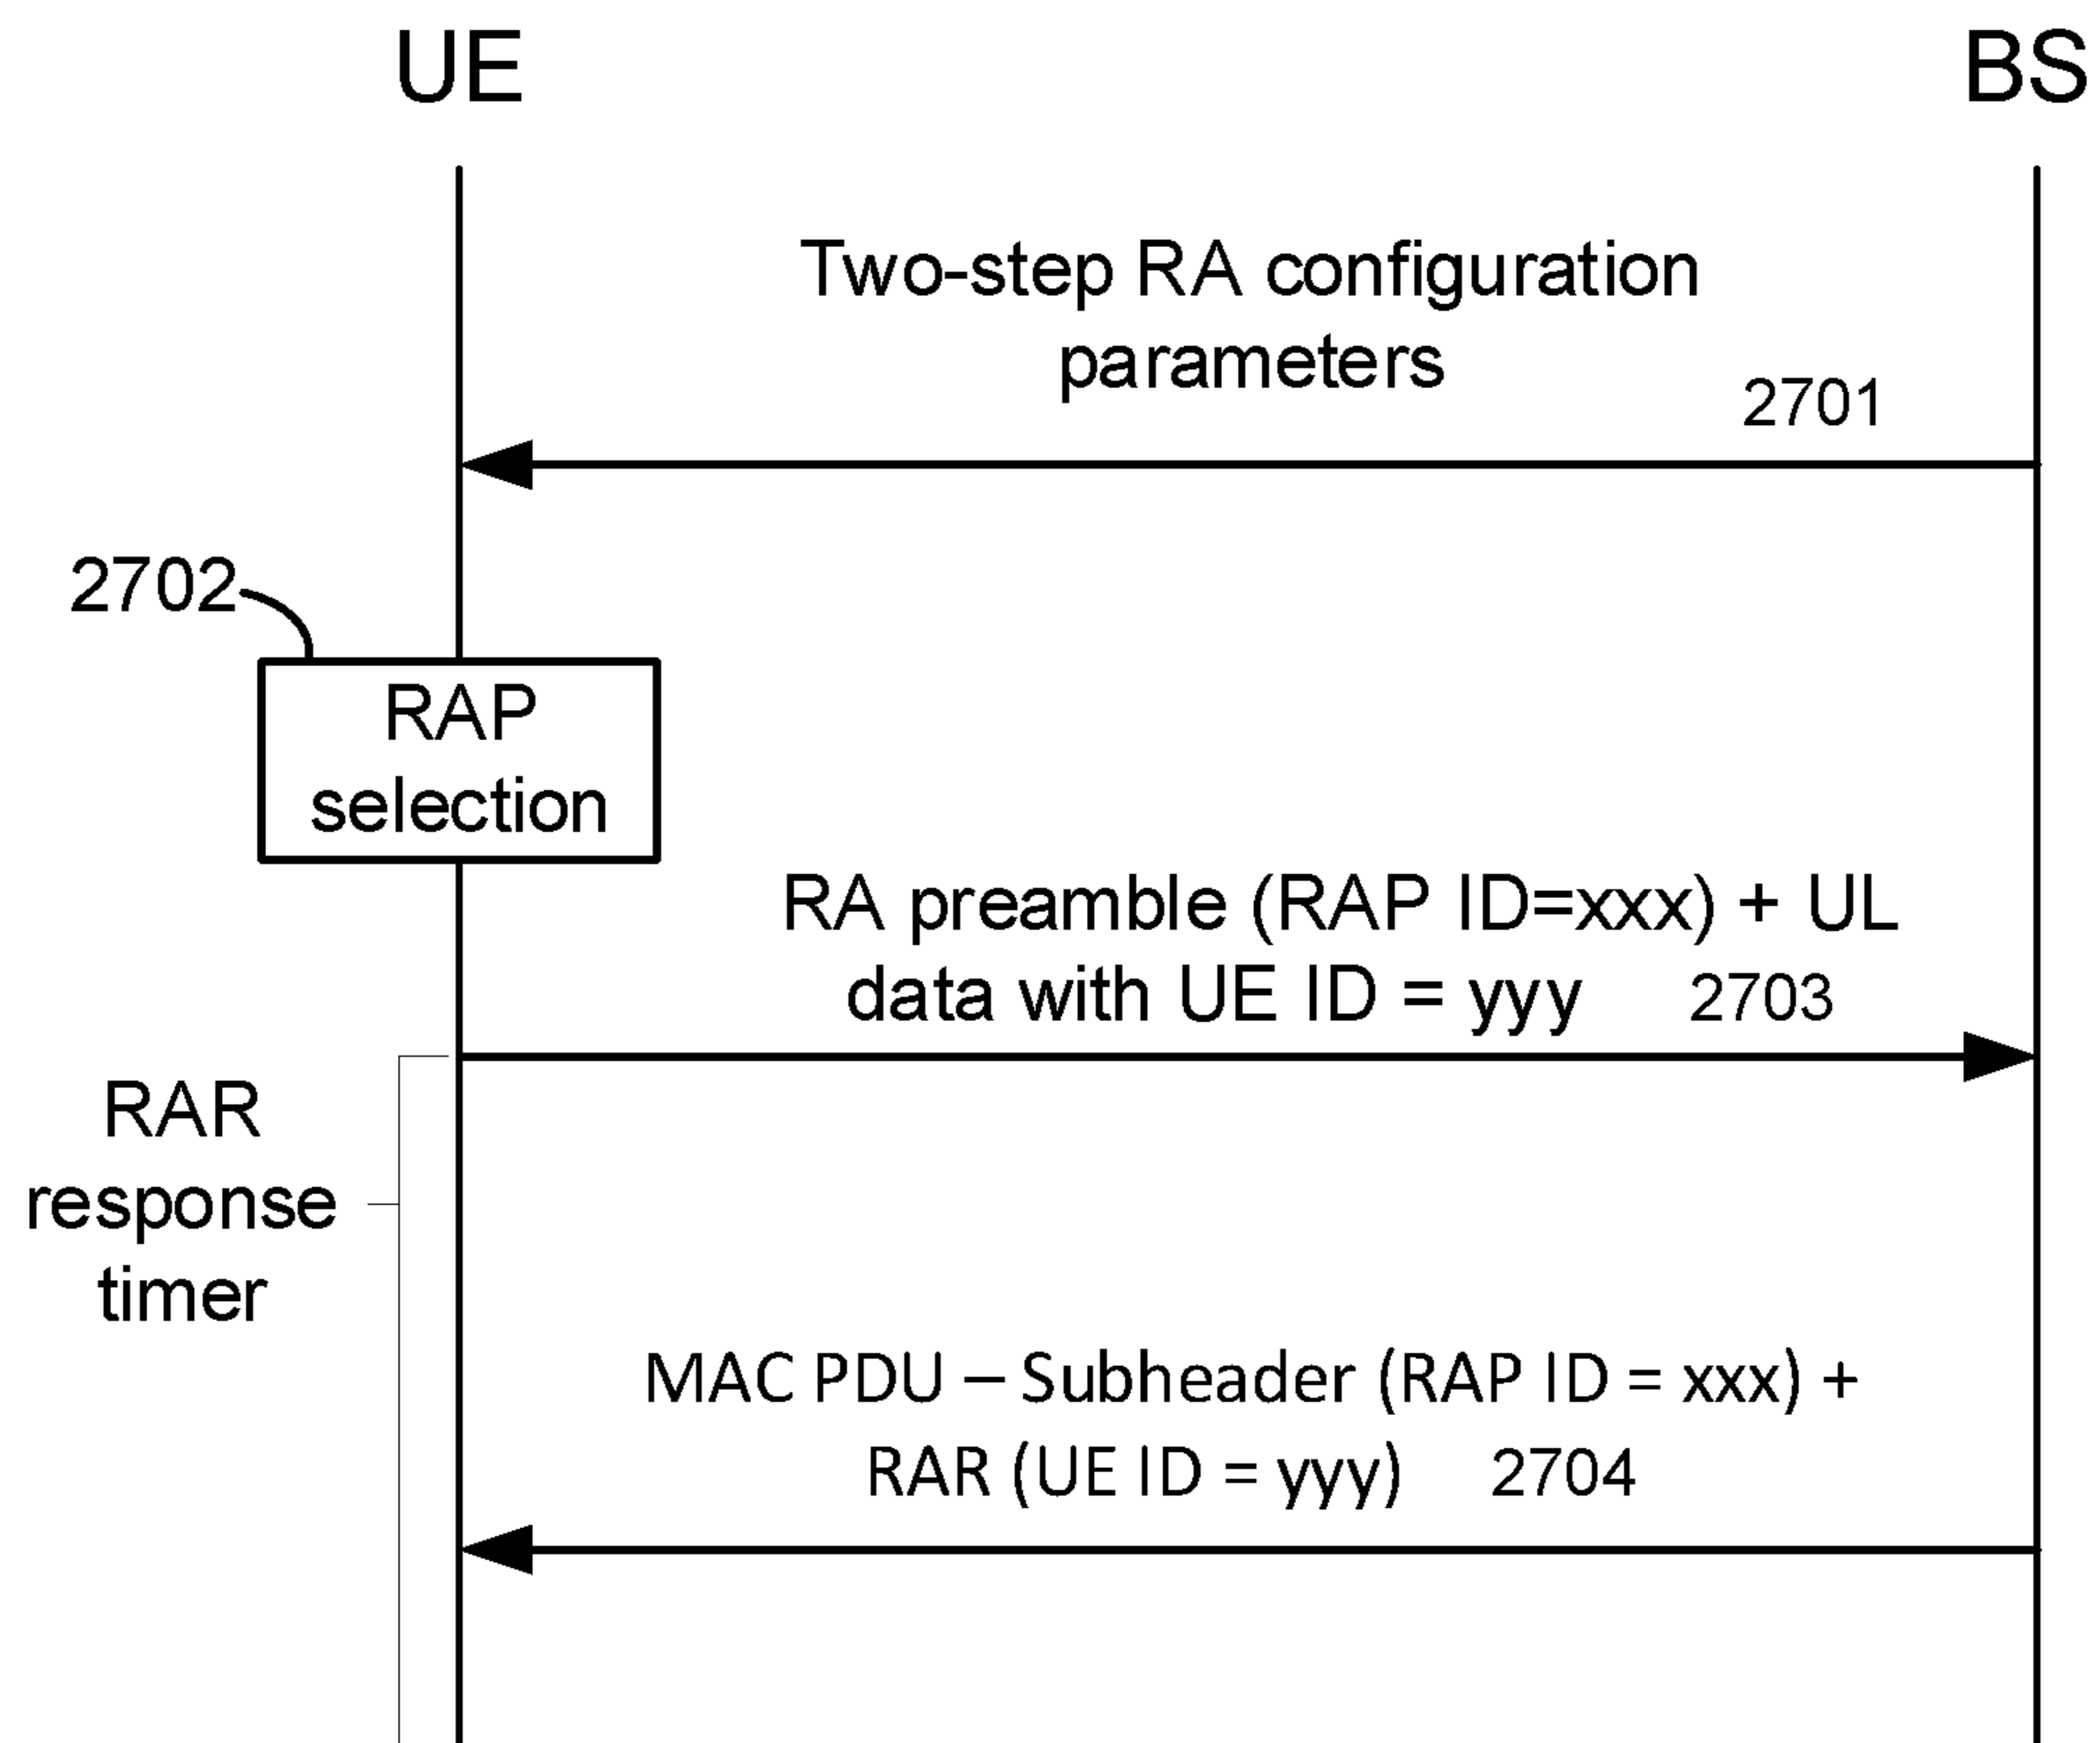 UE
BS
Two-step RA configuration
parameters
2701
2702
RAP
selection
RA preamble (RAP ID=xxx) + UL
data with UE ID = yyy 2703
RAR
response
timer
MAC PDU – Subheader (RAP ID = xxx) +
RAR (UE ID = yyy) 2704